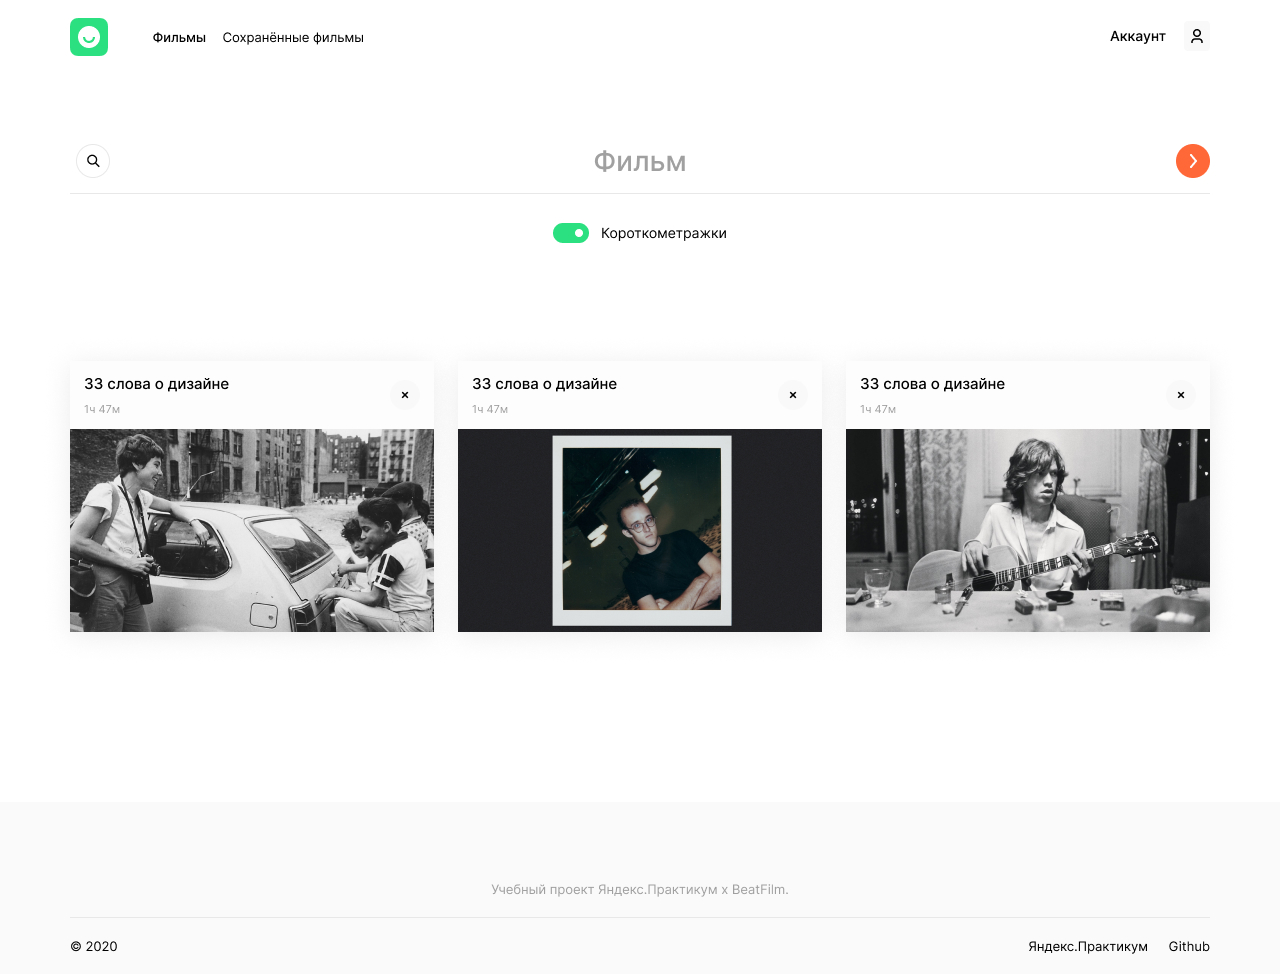 Фильмы Сохранённые фильмы Аккаунт
Фильм
Короткометражки
33 слова о дизайне
1ч 47м
33 слова о дизайне
1ч 47м
33 слова о дизайне
1ч 47м
Учебный проект Яндекс.Практикум х BeatFilm.
© 2020 Яндекс.Практикум Github